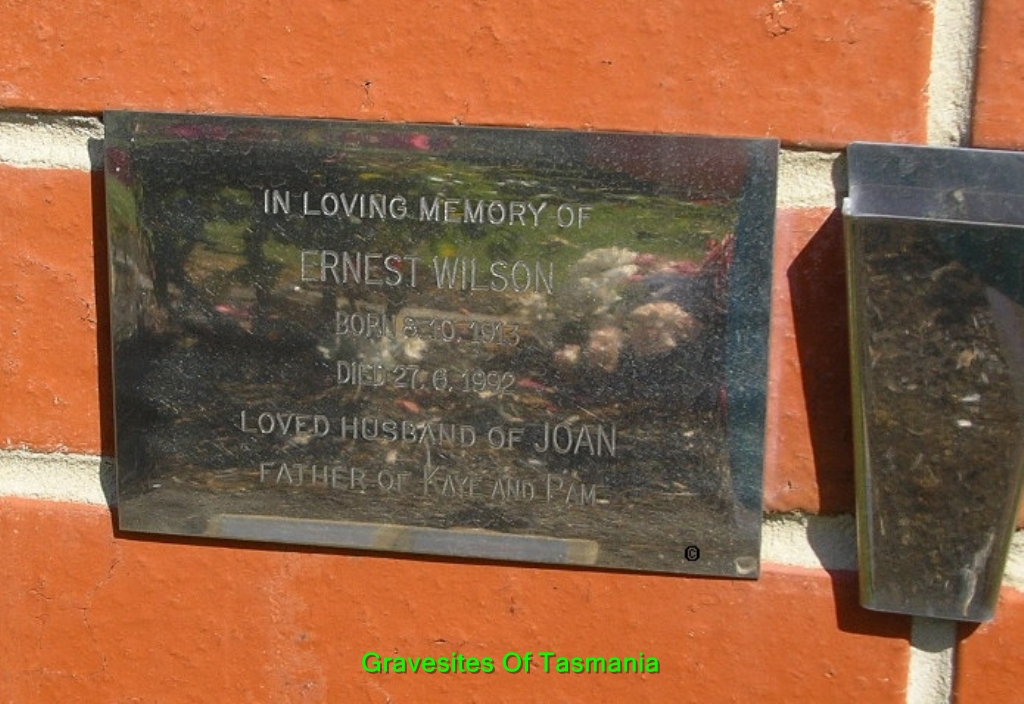 IN LOVING MEMORY OF
ERNEST WILSON
BORN 8.10.1913
DIED 27.6.1992
LOVED HUSBAND OF JOAN
FATHER OF KAYE AND PAM
©
Gravesites Of Tasmania